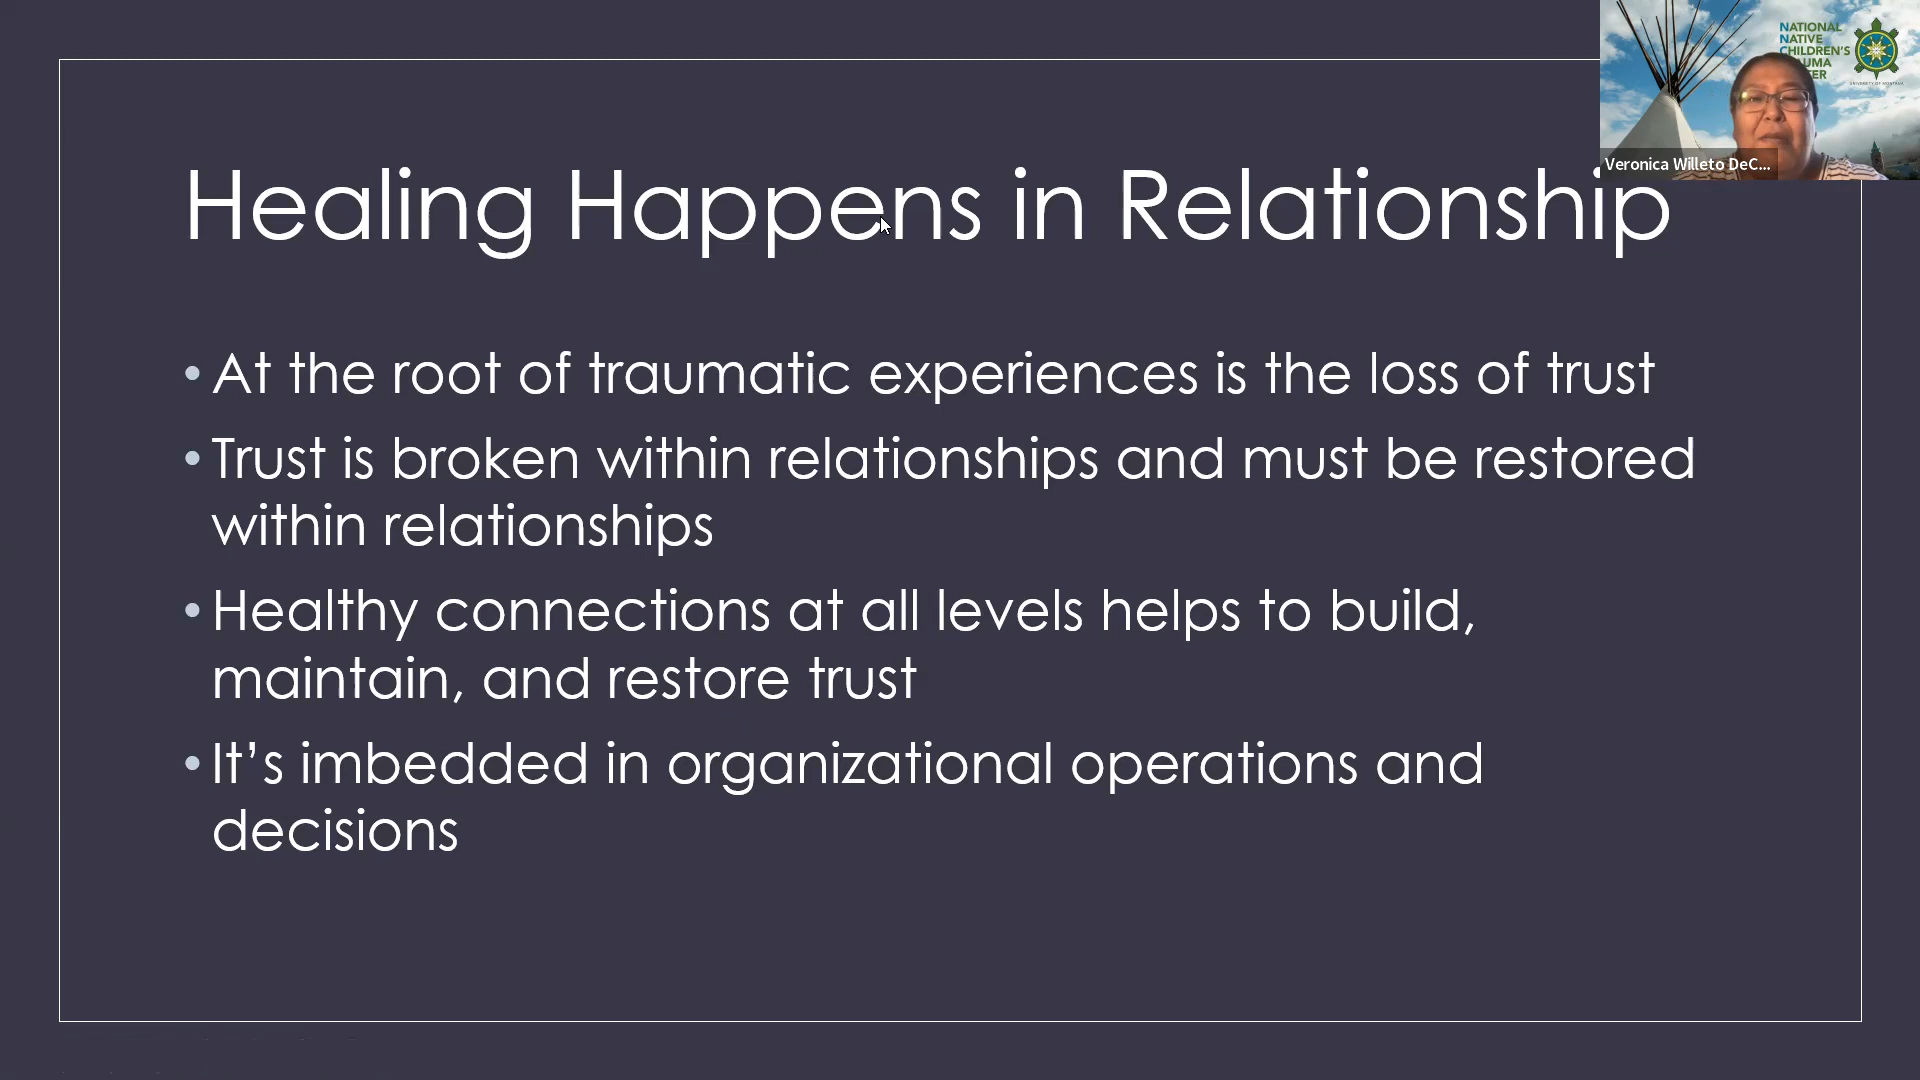 Healing Happens in Relationship
• At the root of traumatic experiences is the loss of trust
• Trust is broken within relationships and must be restored
within relationships
• Healthy connections at all levels helps to build,
maintain, and restore trust
• It’s imbedded in organizational operations and
decisions
NATIONAL
NATIVE
CHILDREN'S
Veronica Willeto DeC...